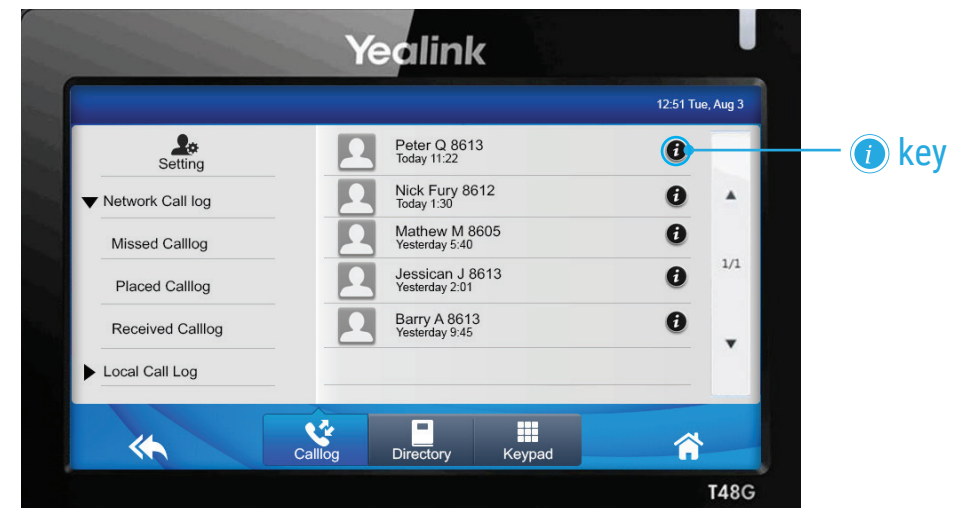 Yealink
12:51 Tue, Aug 3
Setting
Network Call log
Missed Calllog
Placed Calllog
Received Calllog
Local Call Log
Peter Q 8613
Today 11:22
i
Nick Fury 8612
Today 1:30
i
Mathew M 8605
Yesterday 5:40
i
Jessican J 8613
Yesterday 2:01
i
Barry A 8613
Yesterday 9:45
i
1/1
i key
Calllog
Directory
Keypad
T48G